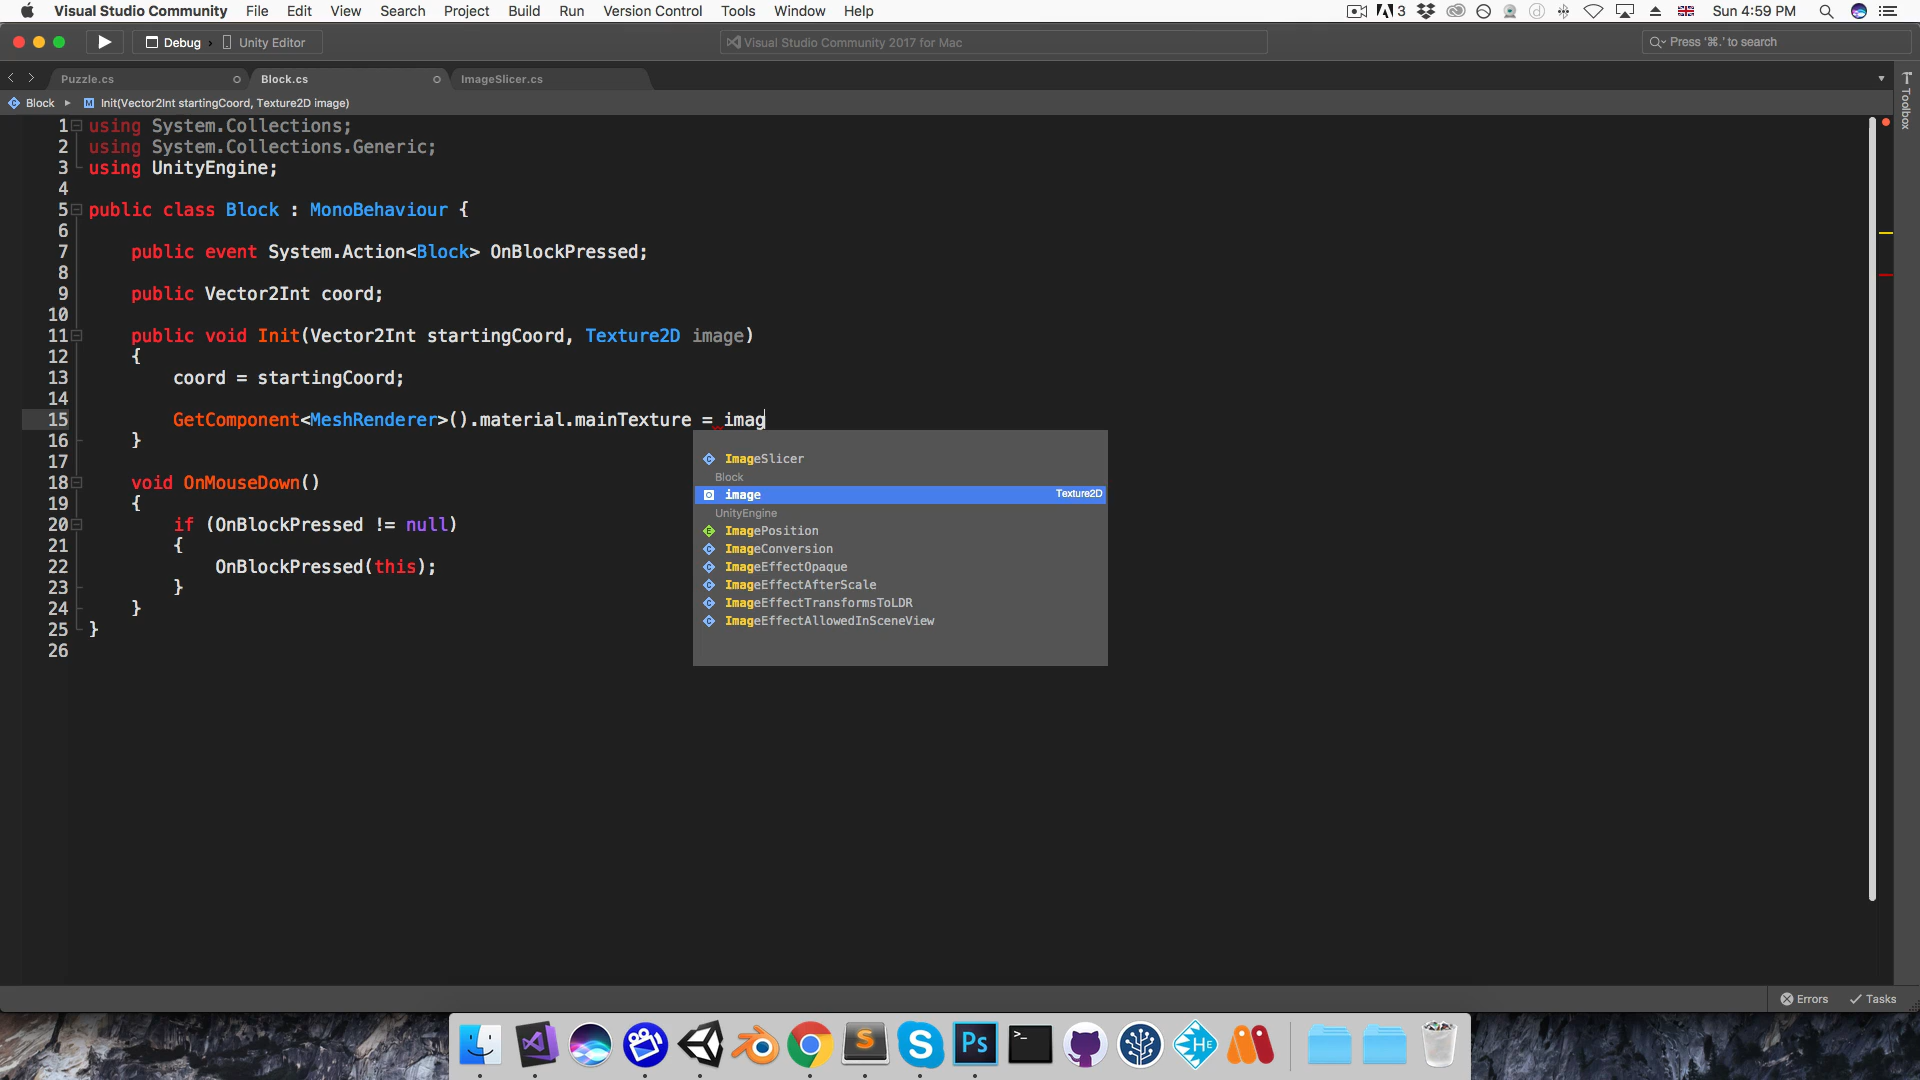 Visual Studio Community File Edit View Search Project Build Run Version Control Tools Window Help 3 Sun 4:59 PM
Debug › Unity Editor Visual Studio Community 2017 for Mac Press '⌘.' to search
Puzzle.cs Block.cs ImageSlicer.cs
Block ▸ M Init(Vector2Int startingCoord, Texture2D image)
Toolbox
1 using System.Collections;
2 using System.Collections.Generic;
3 using UnityEngine;
4
5 public class Block : MonoBehaviour {
6
7 public event System.Action<Block> OnBlockPressed;
8
9 public Vector2Int coord;
10
11 public void Init(Vector2Int startingCoord, Texture2D image)
12 {
13 coord = startingCoord;
14
15 GetComponent<MeshRenderer>().material.mainTexture = imag
16 }
17
18 void OnMouseDown()
19 {
20 if (OnBlockPressed != null)
21 {
22 OnBlockPressed(this);
23 }
24 }
25 }
26
ImageSlicer
Block
image Texture2D
UnityEngine
ImagePosition
ImageConversion
ImageEffectOpaque
ImageEffectAfterScale
ImageEffectTransformsToLDR
ImageEffectAllowedInSceneView
Errors Tasks
S S Ps >_ HE